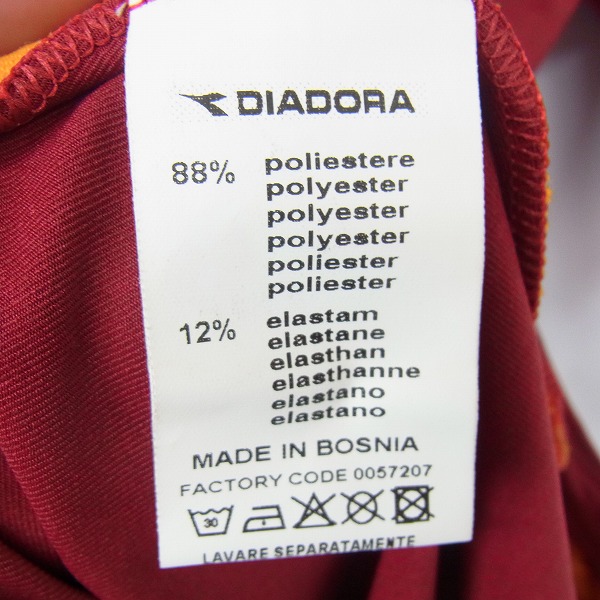 DIADORA
88% poliestere
polyester
polyester
polyester
poliester
poliester
12% elastam
elastane
elasthan
elasthanne
elastano
elastano
MADE IN BOSNIA
FACTORY CODE 0057207
30
LAVARE SEPARATAMENTE